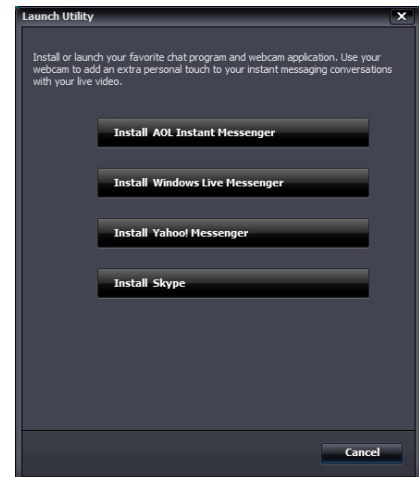 Launch Utility
Install or launch your favorite chat program and webcam application. Use your
webcam to add an extra personal touch to your instant messaging conversations
with your live video.
Install AOL Instant Messenger
Install Windows Live Messenger
Install Yahoo! Messenger
Install Skype
Cancel